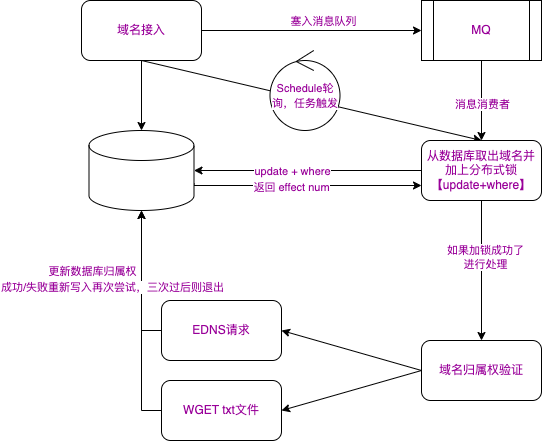 域名接入
塞入消息队列
MQ
Schedule轮
询，任务触发
消息消费者
从数据库取出域名并
加上分布式锁
【update+where】
update + where
返回 effect num
如果加锁成功了
进行处理
更新数据库归属权
成功/失败重新写入再次尝试，三次过后则退出
EDNS请求
域名归属权验证
WGET txt文件